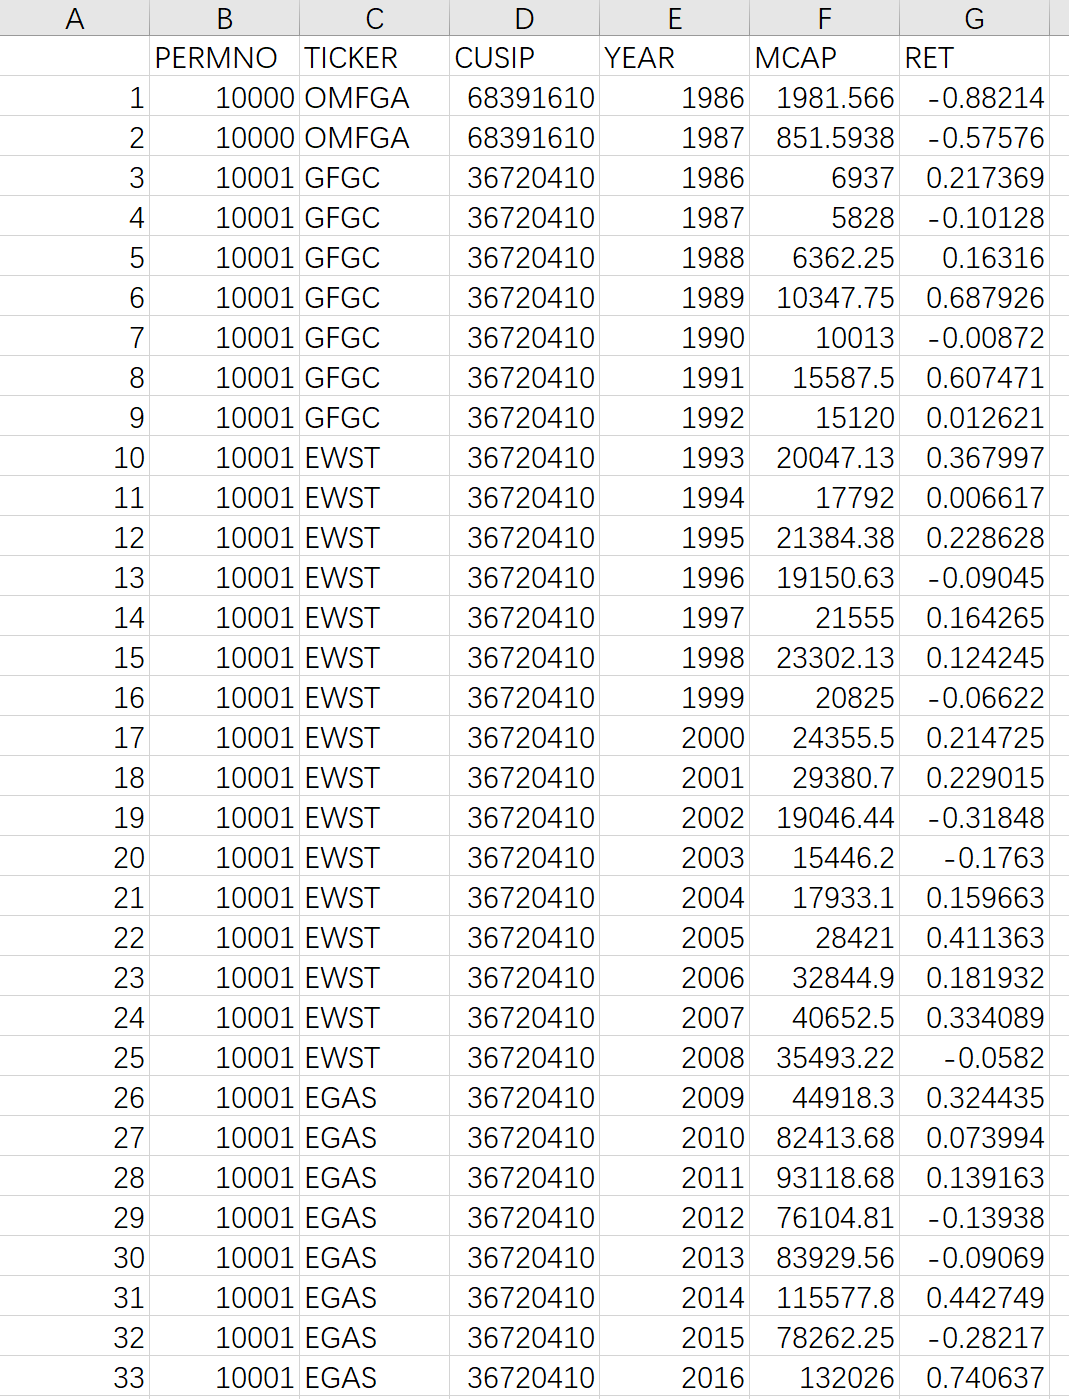 A B C D E F G
PERMNO TICKER CUSIP YEAR MCAP RET
1 10000 OMFGA 68391610 1986 1981.566 -0.88214
2 10000 OMFGA 68391610 1987 851.5938 -0.57576
3 10001 GFGC 36720410 1986 6937 0.217369
4 10001 GFGC 36720410 1987 5828 -0.10128
5 10001 GFGC 36720410 1988 6362.25 0.16316
6 10001 GFGC 36720410 1989 10347.75 0.687926
7 10001 GFGC 36720410 1990 10013 -0.00872
8 10001 GFGC 36720410 1991 15587.5 0.607471
9 10001 GFGC 36720410 1992 15120 0.012621
10 10001 EWST 36720410 1993 20047.13 0.367997
11 10001 EWST 36720410 1994 17792 0.006617
12 10001 EWST 36720410 1995 21384.38 0.228628
13 10001 EWST 36720410 1996 19150.63 -0.09045
14 10001 EWST 36720410 1997 21555 0.164265
15 10001 EWST 36720410 1998 23302.13 0.124245
16 10001 EWST 36720410 1999 20825 -0.06622
17 10001 EWST 36720410 2000 24355.5 0.214725
18 10001 EWST 36720410 2001 29380.7 0.229015
19 10001 EWST 36720410 2002 19046.44 -0.31848
20 10001 EWST 36720410 2003 15446.2 -0.1763
21 10001 EWST 36720410 2004 17933.1 0.159663
22 10001 EWST 36720410 2005 28421 0.411363
23 10001 EWST 36720410 2006 32844.9 0.181932
24 10001 EWST 36720410 2007 40652.5 0.334089
25 10001 EWST 36720410 2008 35493.22 -0.0582
26 10001 EGAS 36720410 2009 44918.3 0.324435
27 10001 EGAS 36720410 2010 82413.68 0.073994
28 10001 EGAS 36720410 2011 93118.68 0.139163
29 10001 EGAS 36720410 2012 76104.81 -0.13938
30 10001 EGAS 36720410 2013 83929.56 -0.09069
31 10001 EGAS 36720410 2014 115577.8 0.442749
32 10001 EGAS 36720410 2015 78262.25 -0.28217
33 10001 EGAS 36720410 2016 132026 0.740637